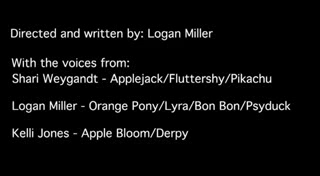 Directed and written by: Logan Miller
With the voices from:
Shari Weygandt - Applejack/Fluttershy/Pikachu
Logan Miller - Orange Pony/Lyra/Bon Bon/Psyduck
Kelli Jones - Apple Bloom/Derpy